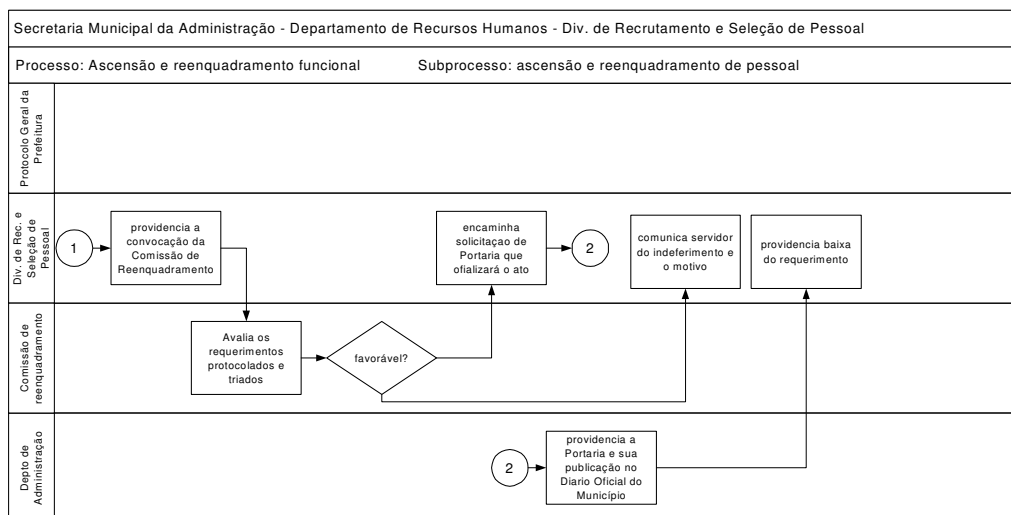 Secretaria Municipal da Administração - Departamento de Recursos Humanos - Div. de Recrutamento e Seleção de Pessoal
Processo: Ascensão e reenquadramento funcional Subprocesso: ascensão e reenquadramento de pessoal
Protocolo Geral da
Prefeitura
Div. de Rec. e
Seleção de
Pessoal
1
providencia a
convocação da
Comissão de
Reenquadramento
encaminha
solicitaçao de
Portaria que
ofializará o ato
2
comunica servidor
do indeferimento e
o motivo
providencia baixa
do requerimento
Comissão de
reenquadramento
Avalia os
requerimentos
protocolados e
triados
favorável?
Depto de
Administração
2
providencia a
Portaria e sua
publicação no
Diario Oficial do
Município